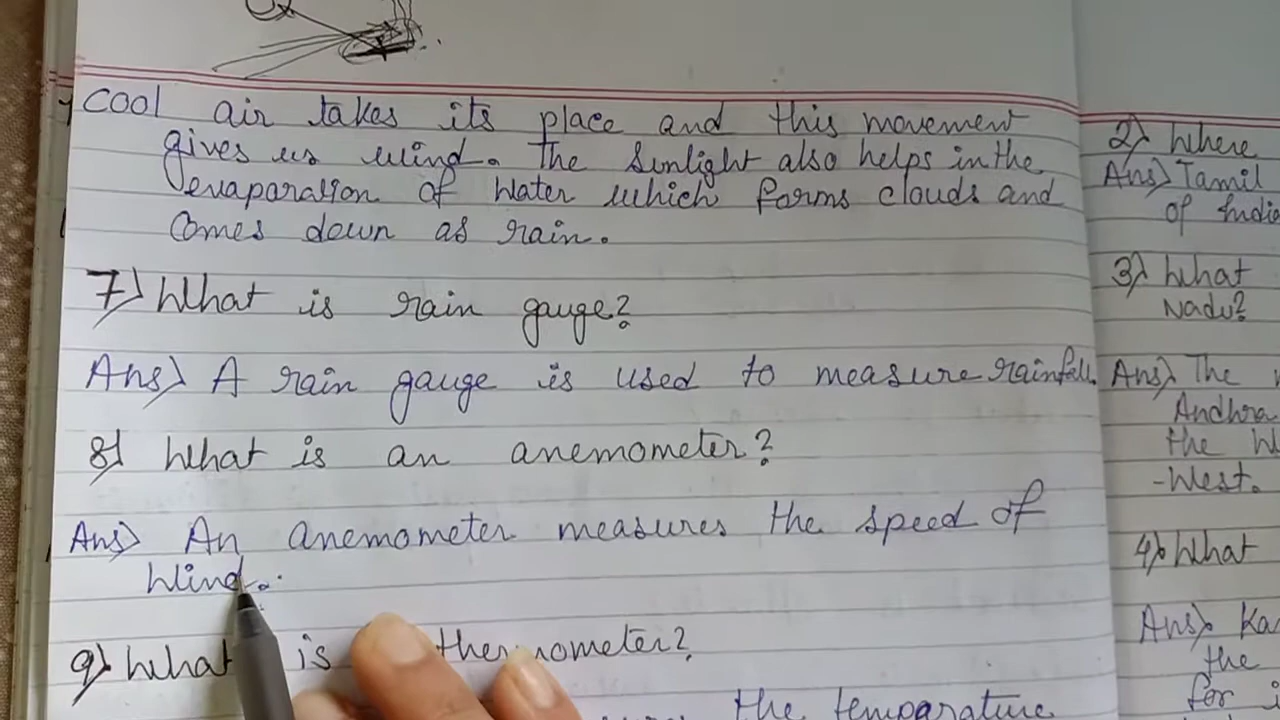 cool air takes its place and this movement
gives us wind. The sunlight also helps in the
evaparation of water which forms clouds and
comes down as rain.
7) What is rain gauge?
Ans) A rain gauge is used to measure rainfall.
8) What is an anemometer?
Ans) An anemometer measures the speed of
wind.
9) What is thermometer?
the temparature
2) Where
Ans) Tamil
of India
3) What
Nadu?
Ans) The
Andhra
the
-West.
4) What
Ans)
the
for